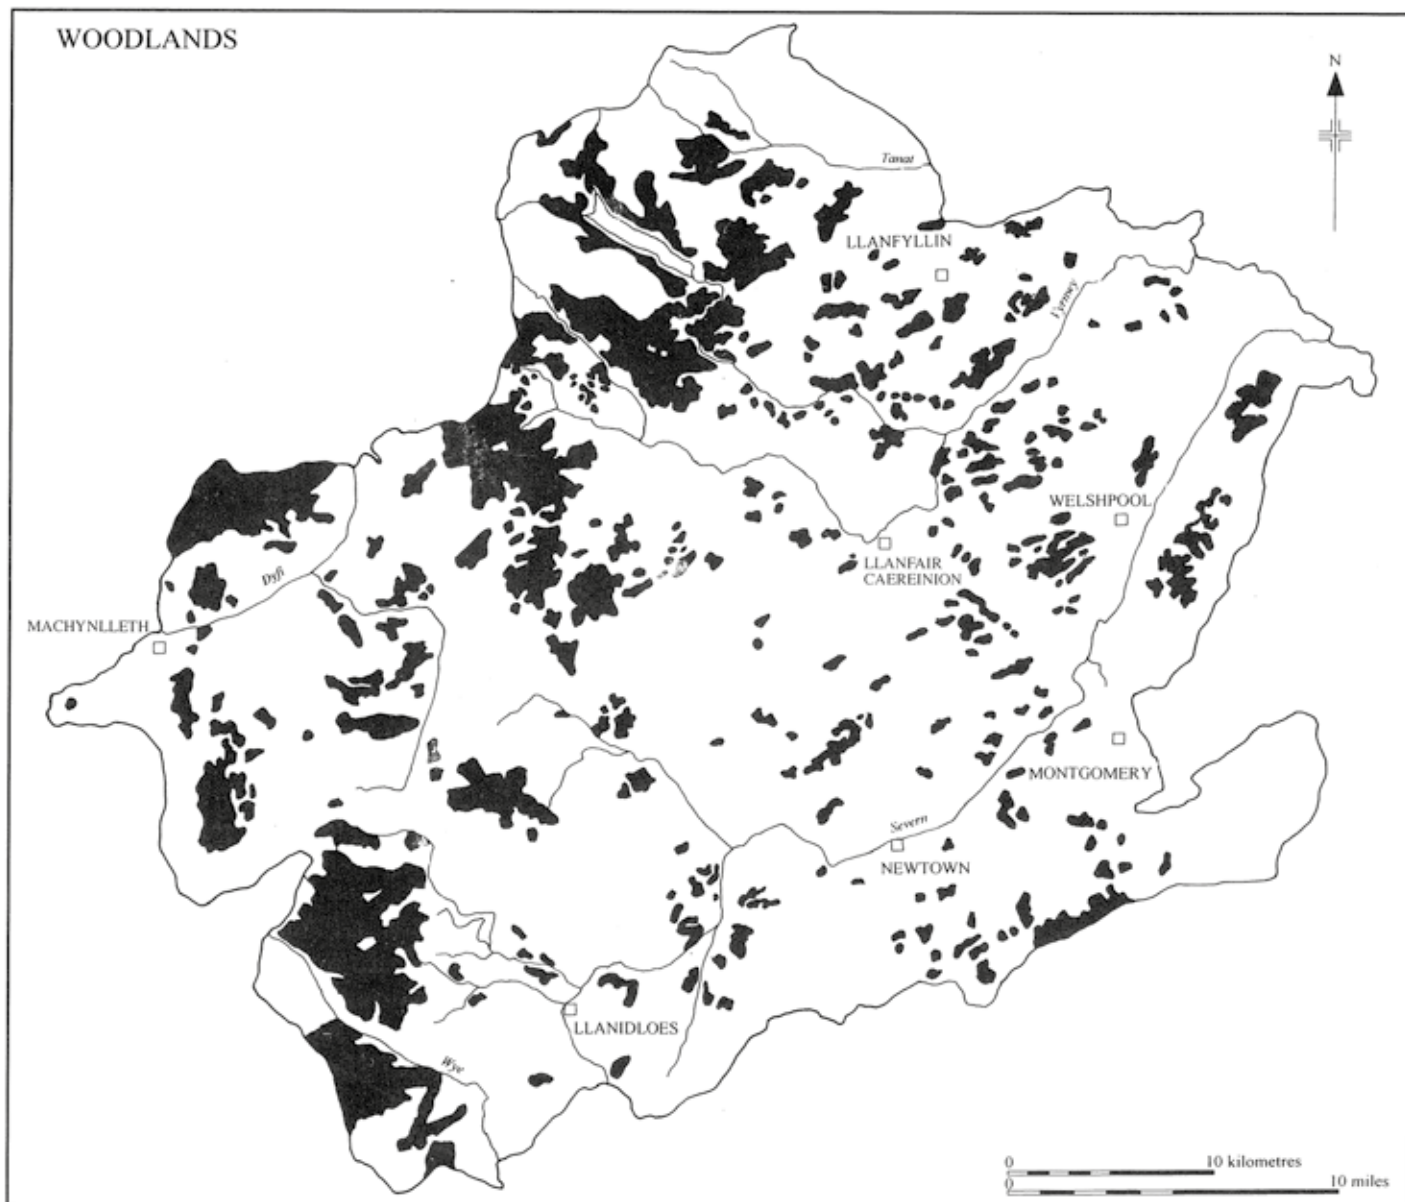 WOODLANDS
N
Tanat
LLANFYLLIN
Vyrnwy
WELSHPOOL
LLANFAIR
CAEREINION
Dyfi
MACHYNLLETH
MONTGOMERY
Severn
NEWTOWN
LLANIDLOES
Wye
0 10 kilometres
0 10 miles